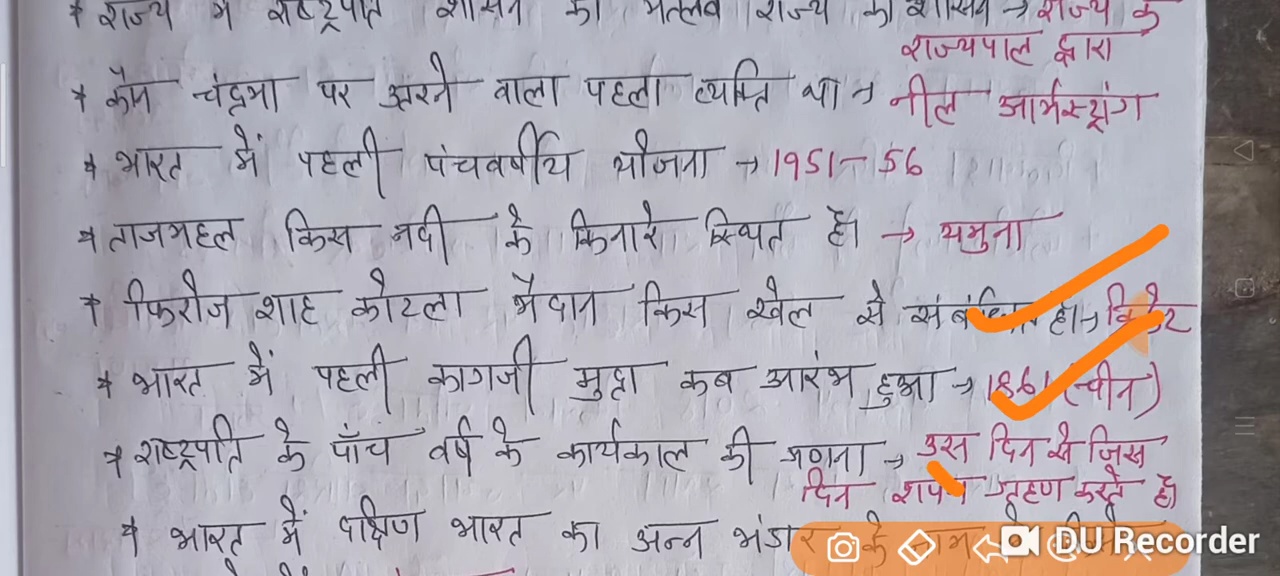 * राज्य में राष्ट्रपति शासन का मतलब राज्य का शासन → राज्य के
राज्यपाल द्वारा
* कौन चंद्रमा पर उतरने वाला पहला व्यक्ति था → नील आर्मस्ट्रांग
* भारत में पहली पंचवर्षीय योजना → 1951-56
* ताजमहल किस नदी के किनारे स्थित है। → यमुना
* फिरोज शाह कोटला मैदान किस खेल से संबंधित है। →
* भारत में पहली कागजी मुद्रा कब आरंभ हुआ → 1861 (चीन)
* राष्ट्रपति के पाँच वर्ष के कार्यकाल की गणना → उस दिन से जिस
दिन शपथ ग्रहण करते है।
* भारत में दक्षिण भारत का अन्न भंडार के नाम
DU Recorder